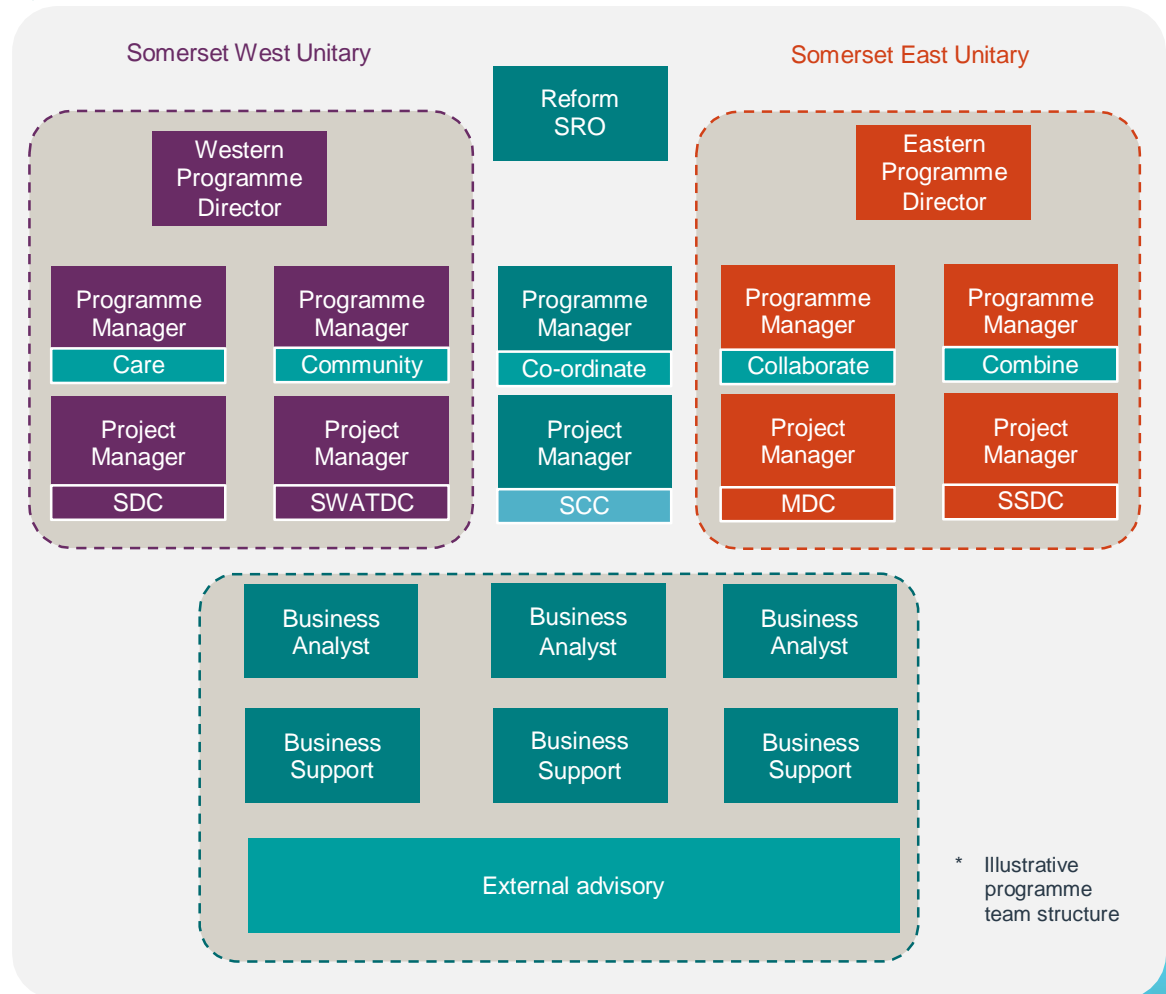 Somerset West Unitary
Somerset East Unitary
Reform
SRO
Western
Programme
Director
Eastern
Programme
Director
Programme
Manager
Care
Programme
Manager
Community
Programme
Manager
Co-ordinate
Programme
Manager
Collaborate
Programme
Manager
Combine
Project
Manager
SDC
Project
Manager
SWATDC
Project
Manager
SCC
Project
Manager
MDC
Project
Manager
SSDC
Business
Analyst
Business
Analyst
Business
Analyst
Business
Support
Business
Support
Business
Support
External advisory
* Illustrative
programme
team structure